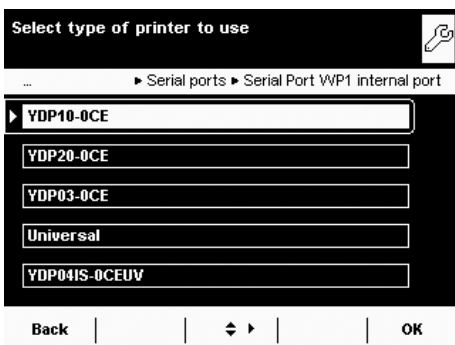 Select type of printer to use
... ▸ Serial ports ▸ Serial Port WP1 internal port
YDP10-0CE
YDP20-0CE
YDP03-0CE
Universal
YDP04IS-0CEUV
Back OK